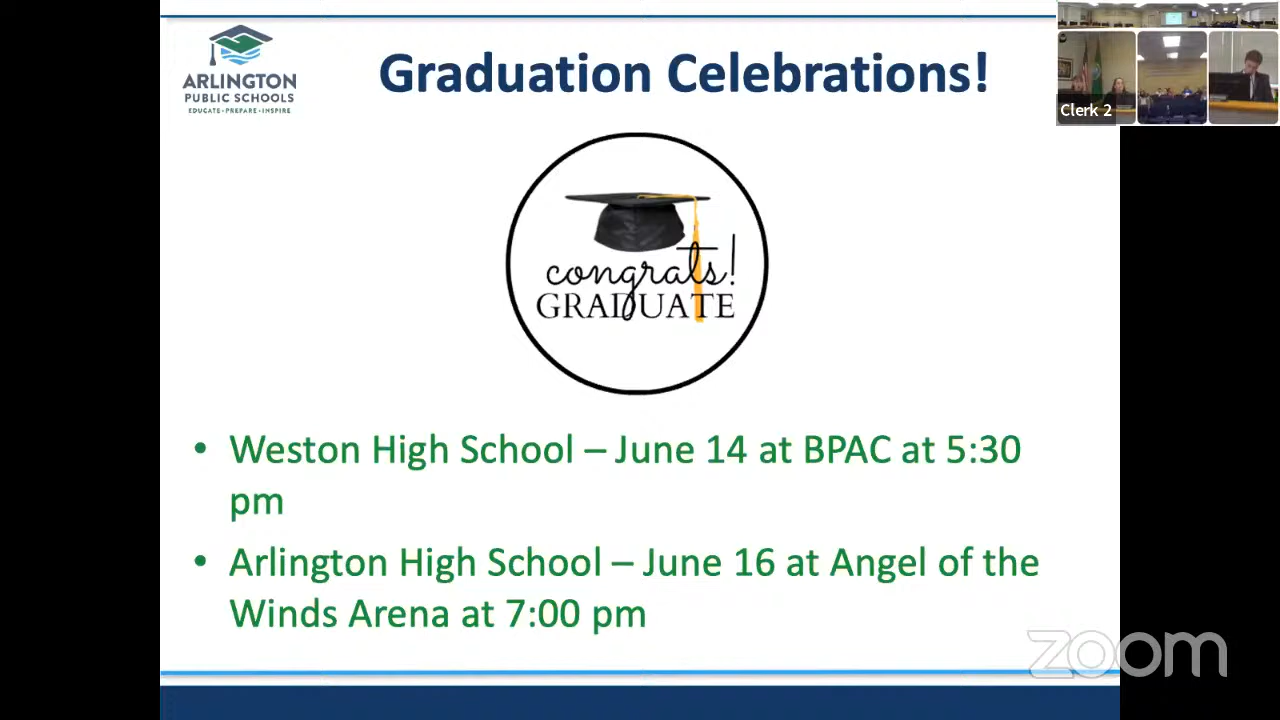 ARLINGTON
PUBLIC SCHOOLS
EDUCATE • PREPARE • INSPIRE
Graduation Celebrations!
Clerk 2
congrats!
GRADUATE
• Weston High School – June 14 at BPAC at 5:30
pm
• Arlington High School – June 16 at Angel of the
Winds Arena at 7:00 pm
zoom